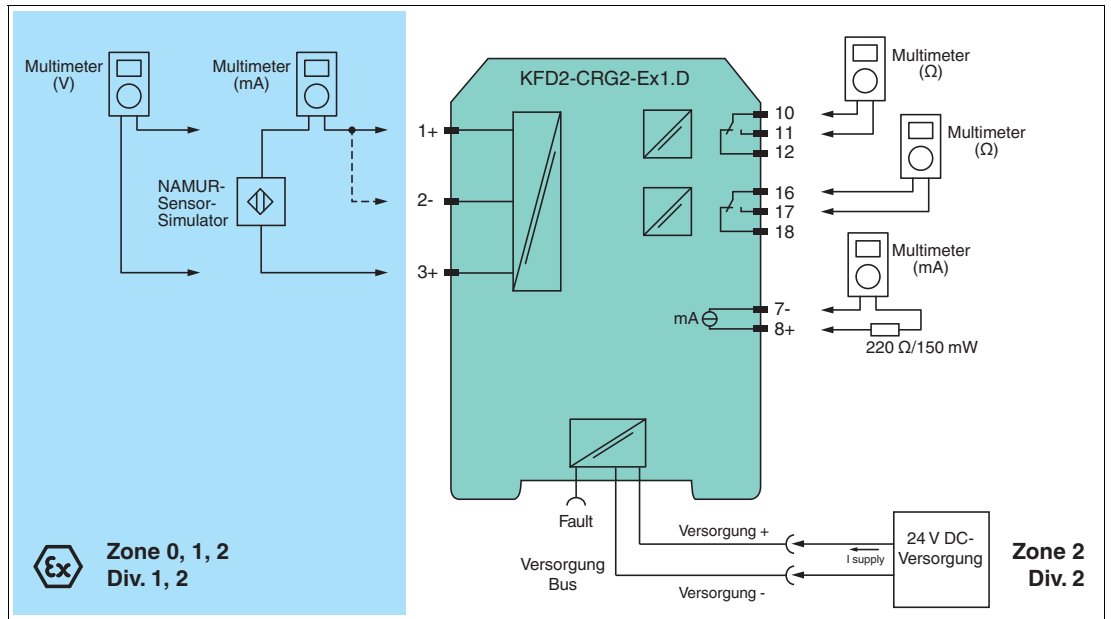 Multimeter
(V)
Multimeter
(mA)
NAMUR-
Sensor-
Simulator
1+
2-
3+
KFD2-CRG2-Ex1.D
10
11
12
16
17
18
mA
7-
8+
Multimeter
(Ω)
Multimeter
(Ω)
Multimeter
(mA)
220 Ω/150 mW
Fault
Versorgung
Bus
Versorgung +
Versorgung -
I supply
24 V DC-
Versorgung
Ex
Zone 0, 1, 2
Div. 1, 2
Zone 2
Div. 2